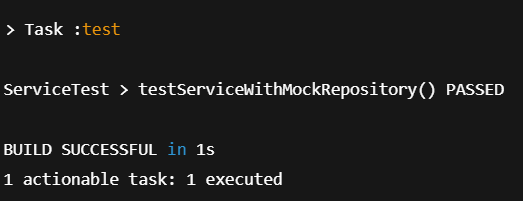 > Task :test
ServiceTest > testServiceWithMockRepository() PASSED
BUILD SUCCESSFUL in 1s
1 actionable task: 1 executed